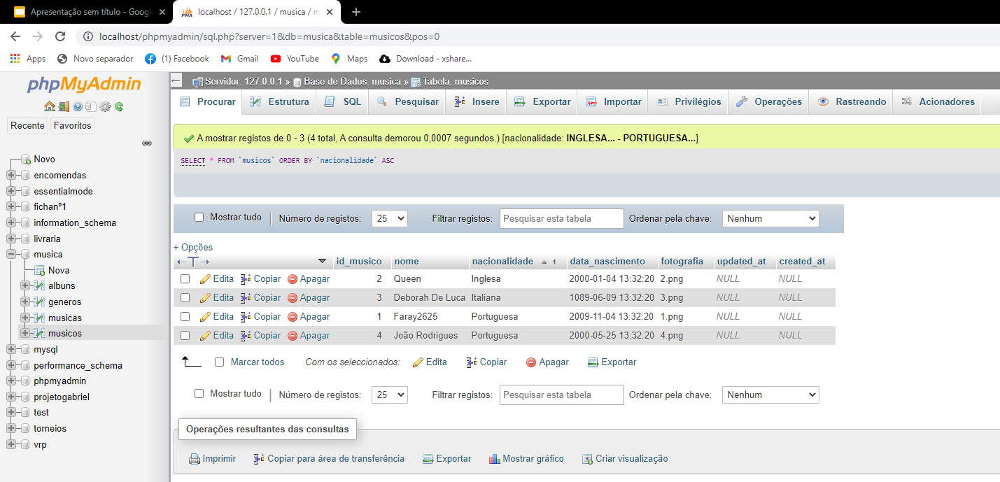 Apresentação sem título - Googl
localhost / 127.0.0.1 / musica / m
localhost/phpmyadmin/sql.php?server=1&db=musica&table=musicos&pos=0
Apps Novo separador (1) Facebook Gmail YouTube Maps Download - xshare...
phpMyAdmin
Recente Favoritos
Novo
encomendas
essentialmode
fichanº1
information_schema
livraria
musica
Nova
albuns
generos
musicas
musicos
mysql
performance_schema
phpmyadmin
projetogabriel
test
torneios
vrp
Servidor: 127.0.0.1 » Base de Dados: musica » Tabela: musicos
Procurar Estrutura SQL Pesquisar Insere Exportar Importar Privilégios Operações Rastreando Acionadores
A mostrar registos de 0 - 3 (4 total, A consulta demorou 0,0007 segundos.) [nacionalidade: INGLESA... - PORTUGUESA...]
SELECT * FROM `musicos` ORDER BY `nacionalidade` ASC
Mostrar tudo | Número de registos: 25 Filtrar registos: Pesquisar esta tabela Ordenar pela chave: Nenhum
+ Opções
←T→ id_musico nome nacionalidade 1 data_nascimento fotografia updated_at created_at
Edita Copiar Apagar 2 Queen Inglesa 2000-01-04 13:32:20 2.png NULL NULL
Edita Copiar Apagar 3 Deborah De Luca Italiana 1089-06-09 13:32:20 3.png NULL NULL
Edita Copiar Apagar 1 Faray2625 Portuguesa 2009-11-04 13:32:20 1.png NULL NULL
Edita Copiar Apagar 4 João Rodrigues Portuguesa 2000-05-25 13:32:20 4.png NULL NULL
Marcar todos Com os seleccionados: Edita Copiar Apagar Exportar
Mostrar tudo | Número de registos: 25 Filtrar registos: Pesquisar esta tabela Ordenar pela chave: Nenhum
Operações resultantes das consultas
Imprimir Copiar para área de transferência Exportar Mostrar gráfico Criar visualização